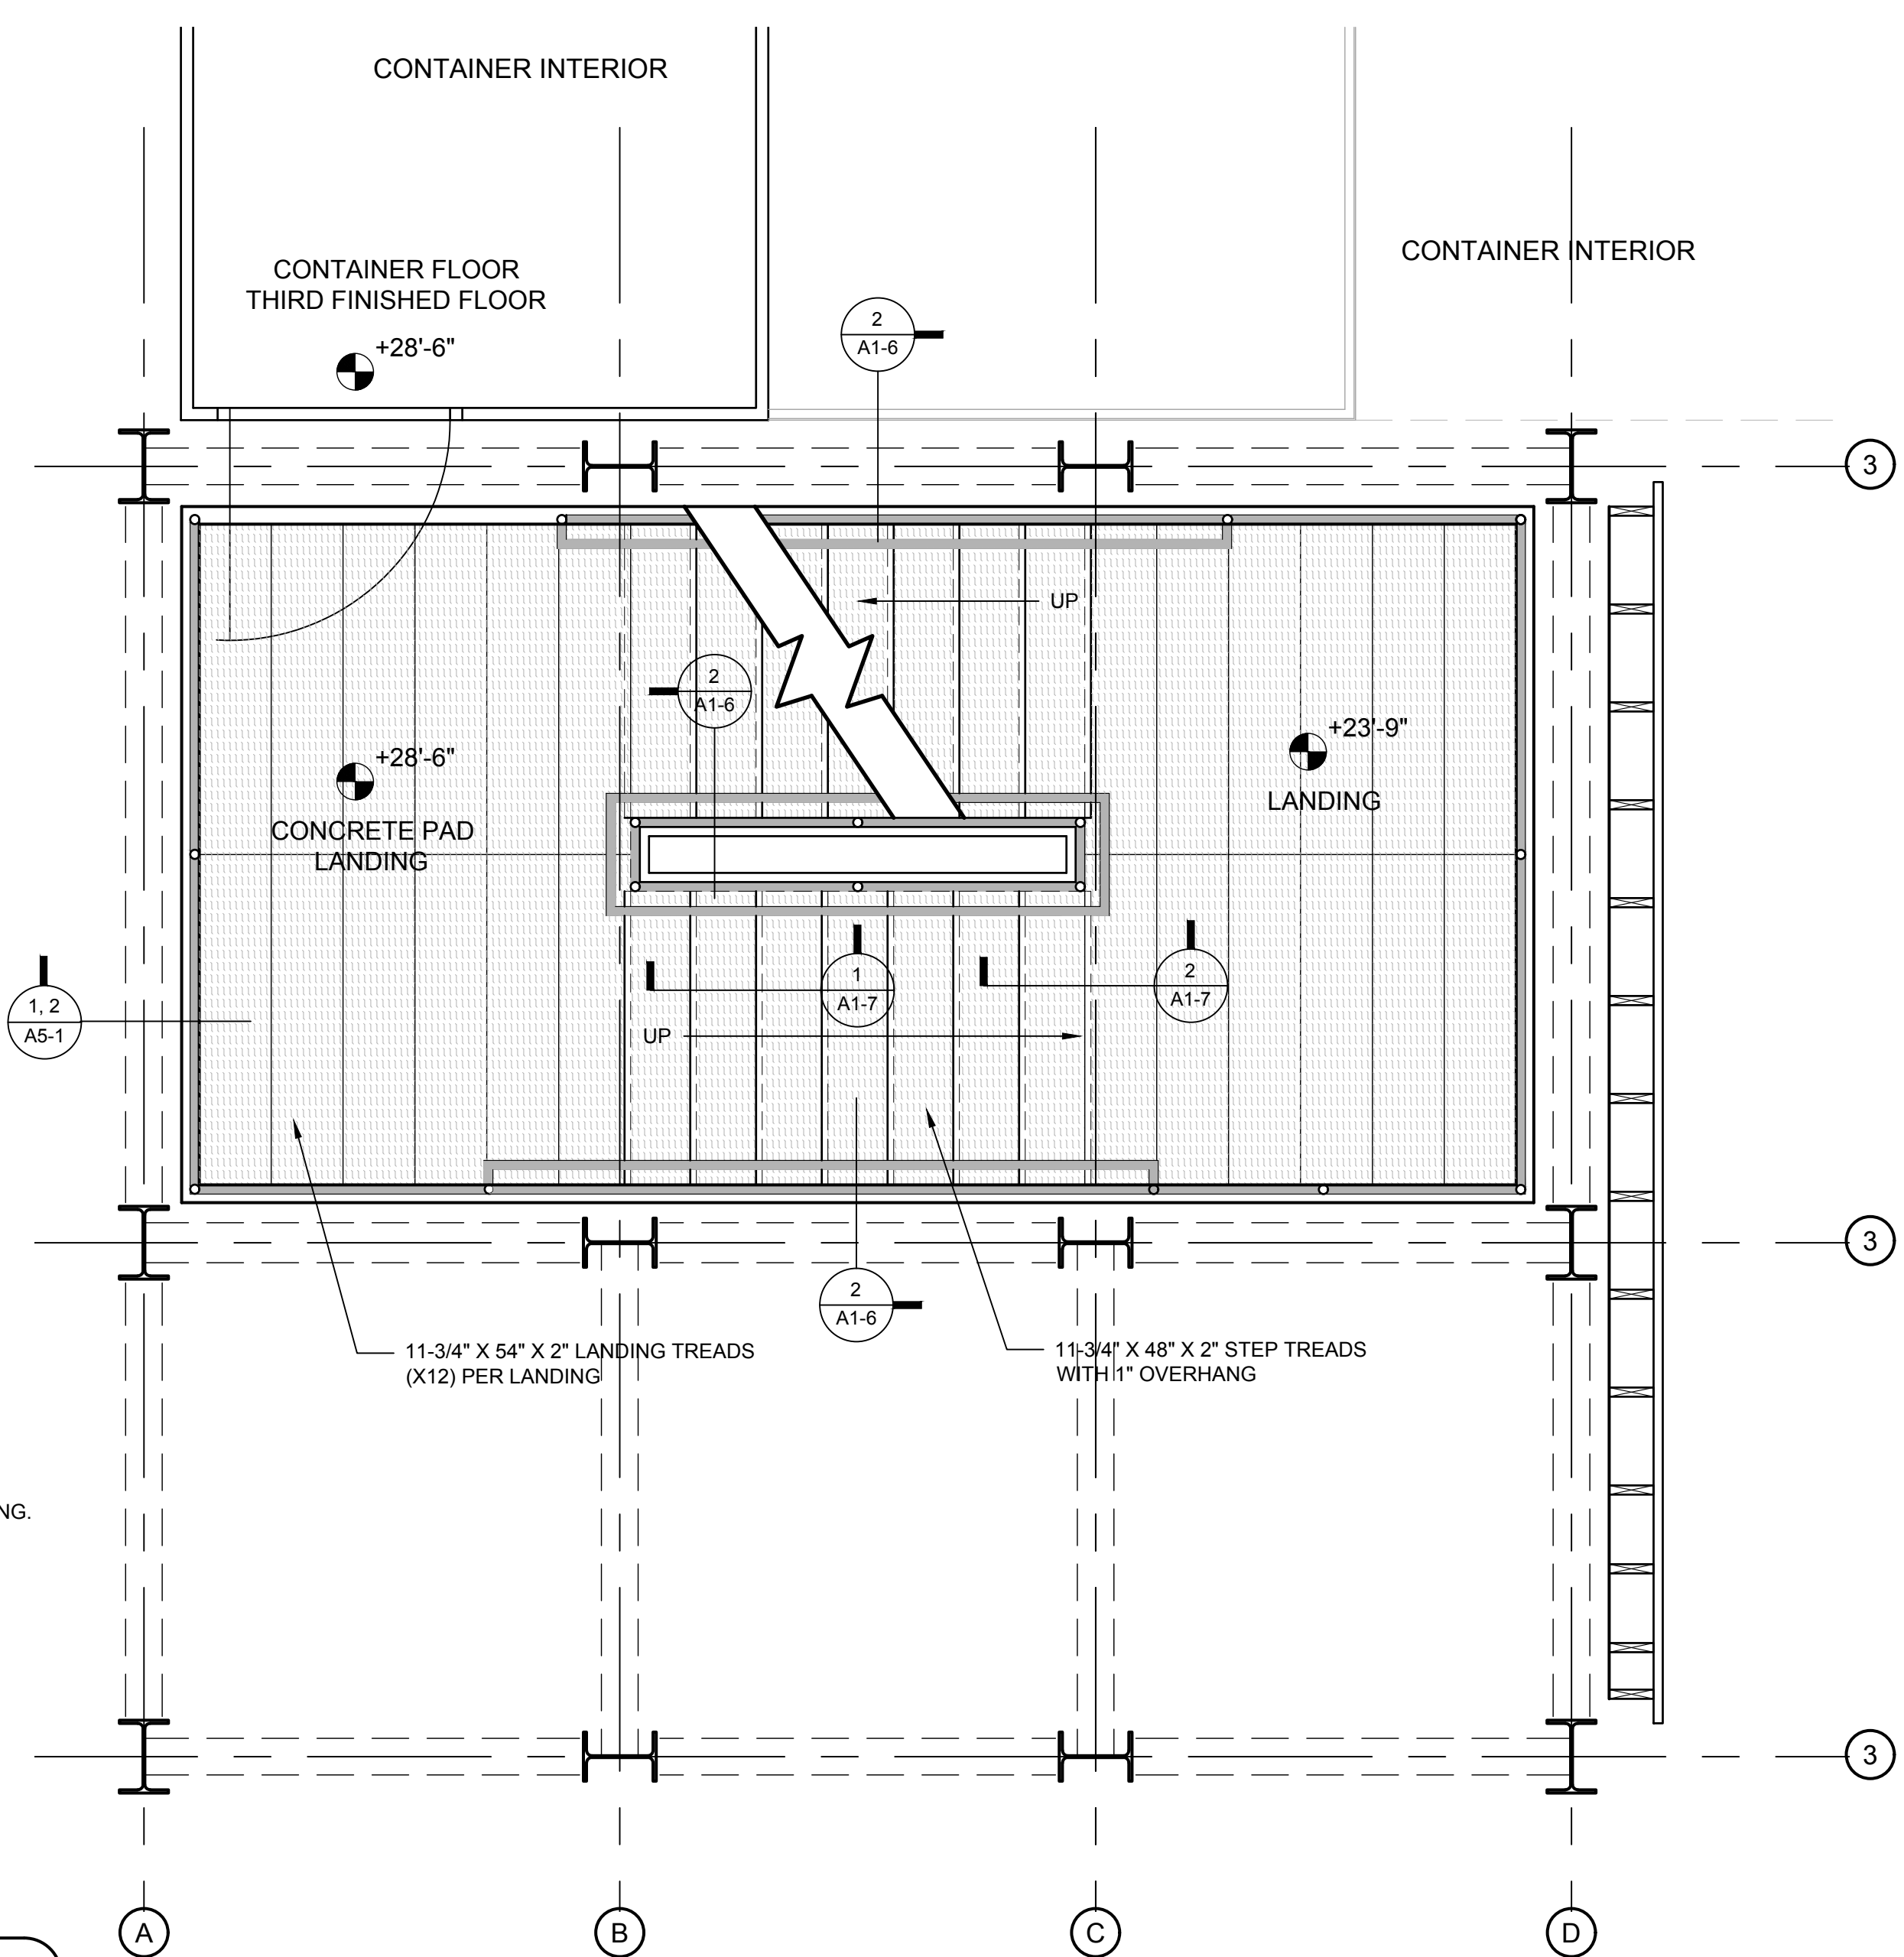 CONTAINER INTERIOR
CONTAINER INTERIOR
CONTAINER FLOOR
THIRD FINISHED FLOOR
+28'-6"
2
A1-6
3
UP
2
A1-6
+28'-6"
CONCRETE PAD
LANDING
+23'-9"
LANDING
1, 2
A5-1
1
A1-7
2
A1-7
UP
3
2
A1-6
11-3/4" X 54" X 2" LANDING TREADS
(X12) PER LANDING
11-3/4" X 48" X 2" STEP TREADS
WITH 1" OVERHANG
NG.
3
A
B
C
D